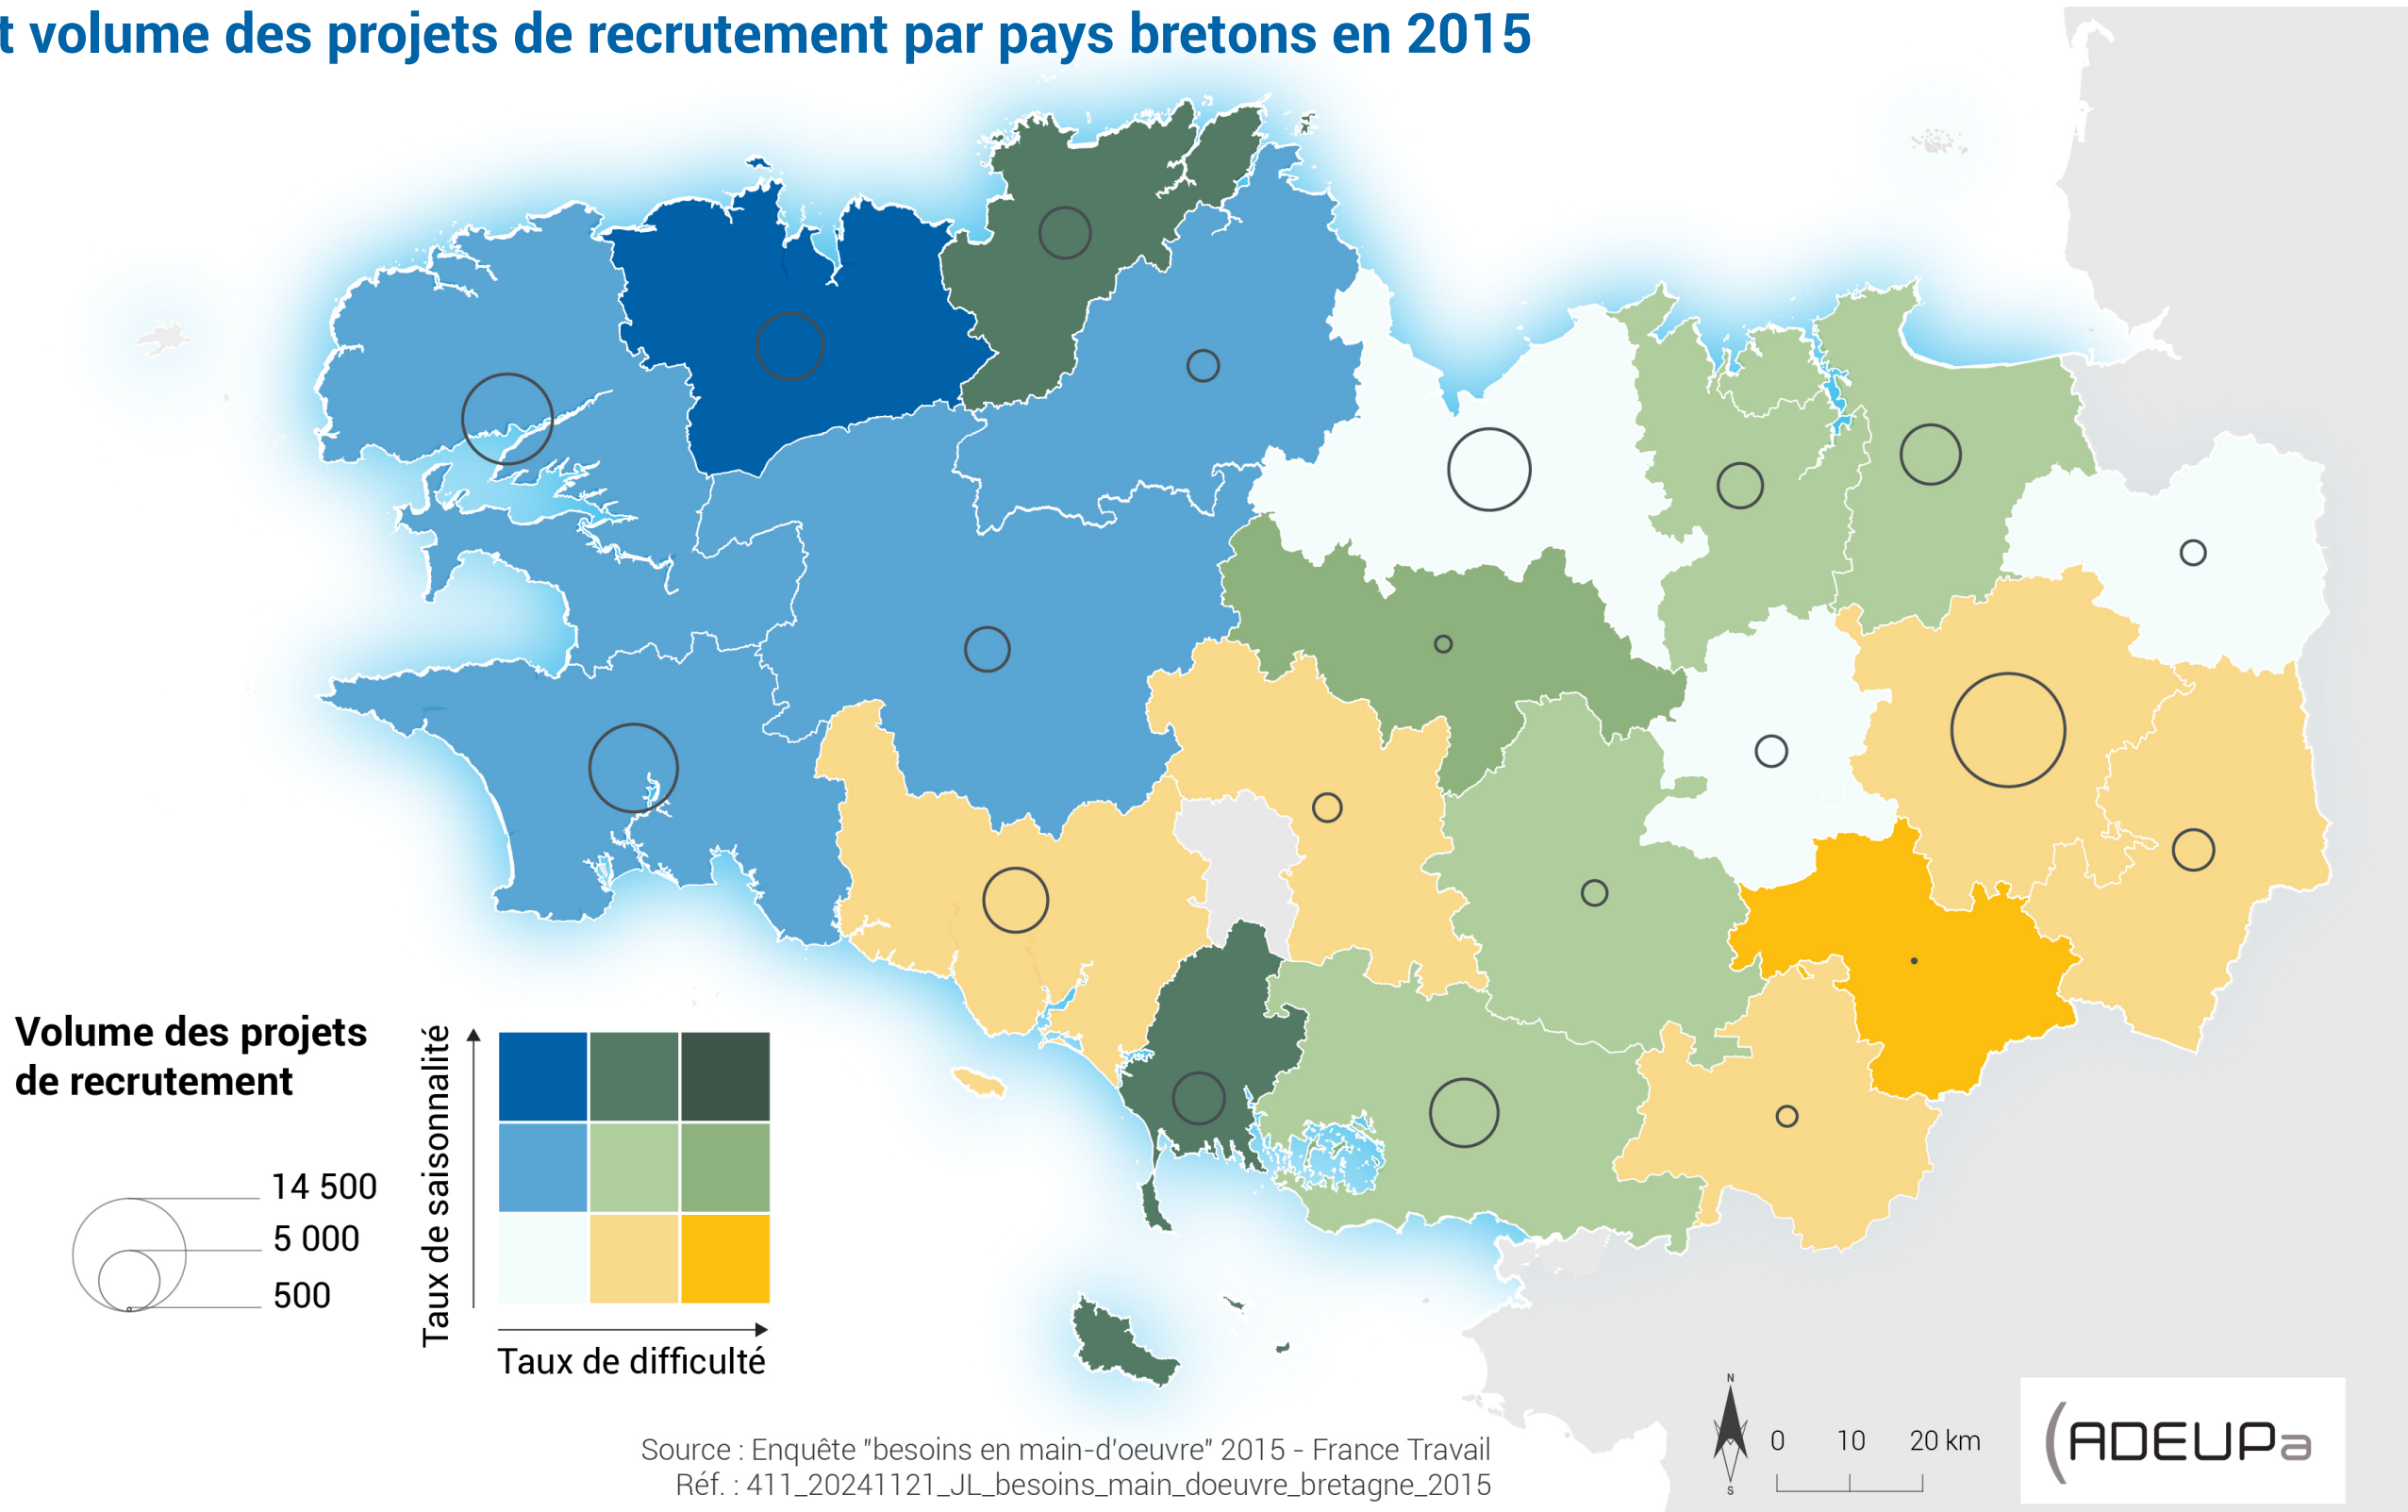 t volume des projets de recrutement par pays bretons en 2015
Volume des projets
de recrutement
14 500
5 000
500
Taux de saisonnalité
Taux de difficulté
Source : Enquête "besoins en main-d'oeuvre" 2015 - France Travail
Réf. : 411_20241121_JL_besoins_main_doeuvre_bretagne_2015
N
S
0 10 20 km
ADEUPa